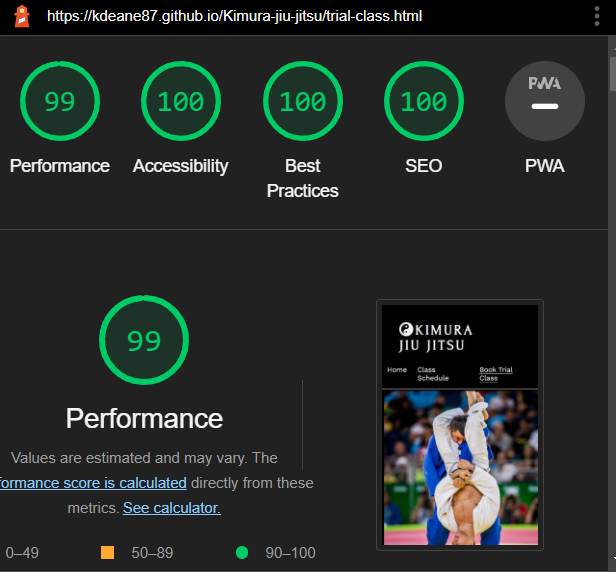 https://kdeane87.github.io/Kimura-jiu-jitsu/trial-class.html
99
100
100
100
PWA
Performance
Accessibility
Best
Practices
SEO
PWA
99
Performance
Values are estimated and may vary. The
formance score is calculated directly from these
metrics. See calculator.
0–49
50–89
90–100
KIMURA
JIU JITSU
Home
Class
Schedule
Book Trial
Class